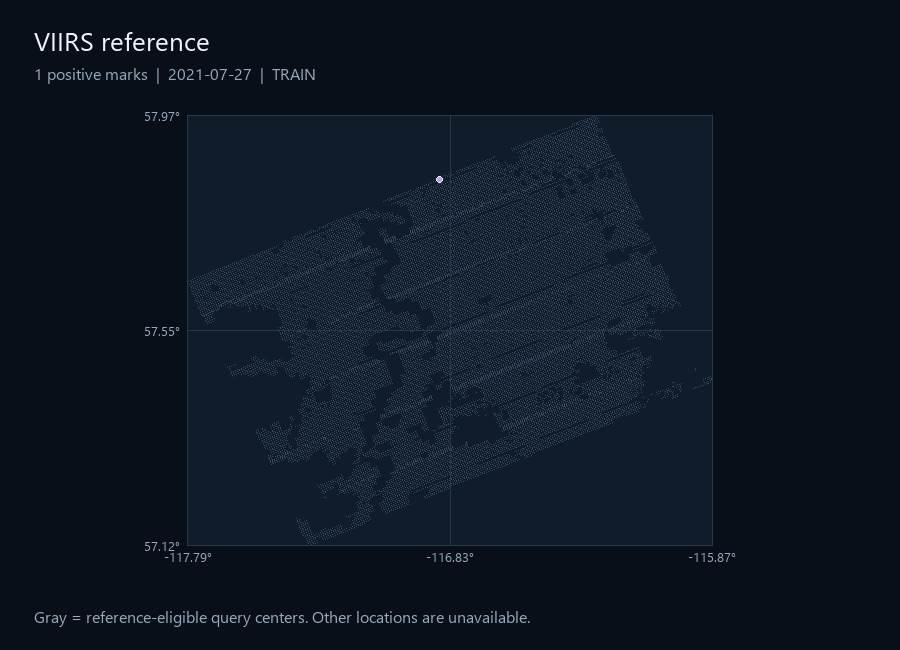 VIIRS reference
1 positive marks | 2021-07-27 | TRAIN
57.97°
57.55°
57.12°
-117.79°
-116.83°
-115.87°
Gray = reference-eligible query centers. Other locations are unavailable.